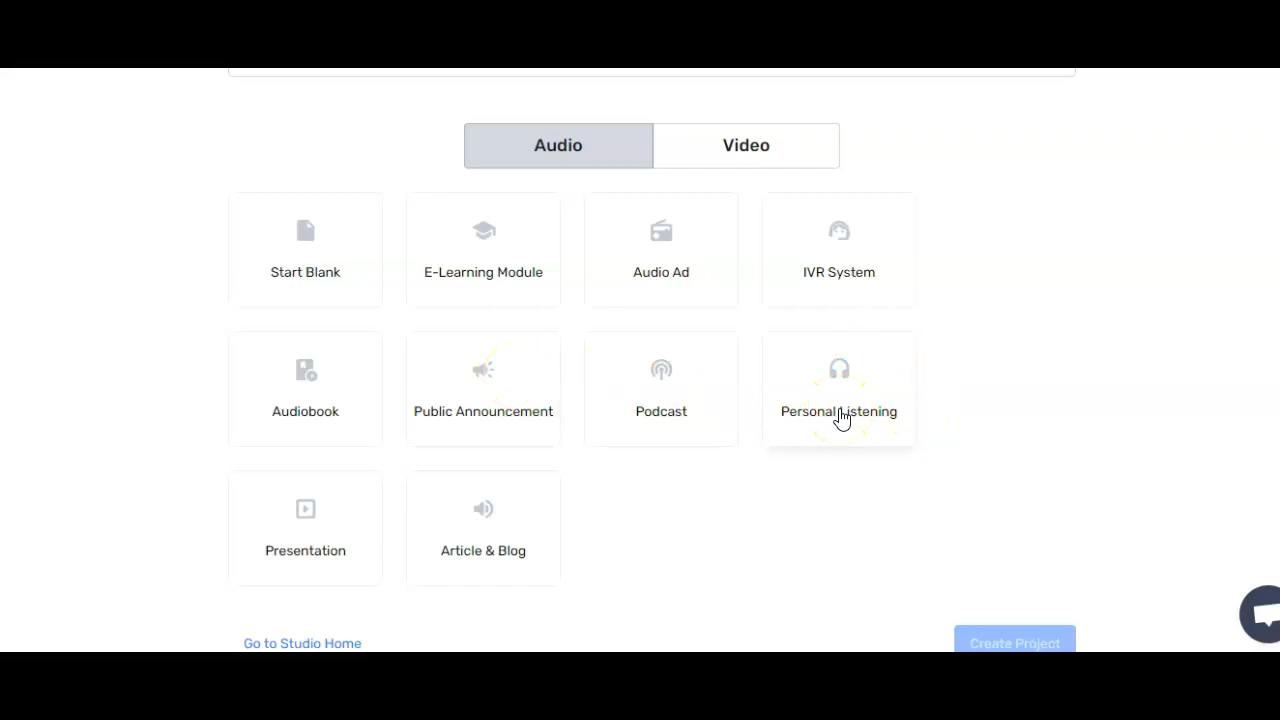 Audio
Video
Start Blank
E-Learning Module
Audio Ad
IVR System
Audiobook
Public Announcement
Podcast
Personal Listening
Presentation
Article & Blog
Go to Studio Home
Create Project